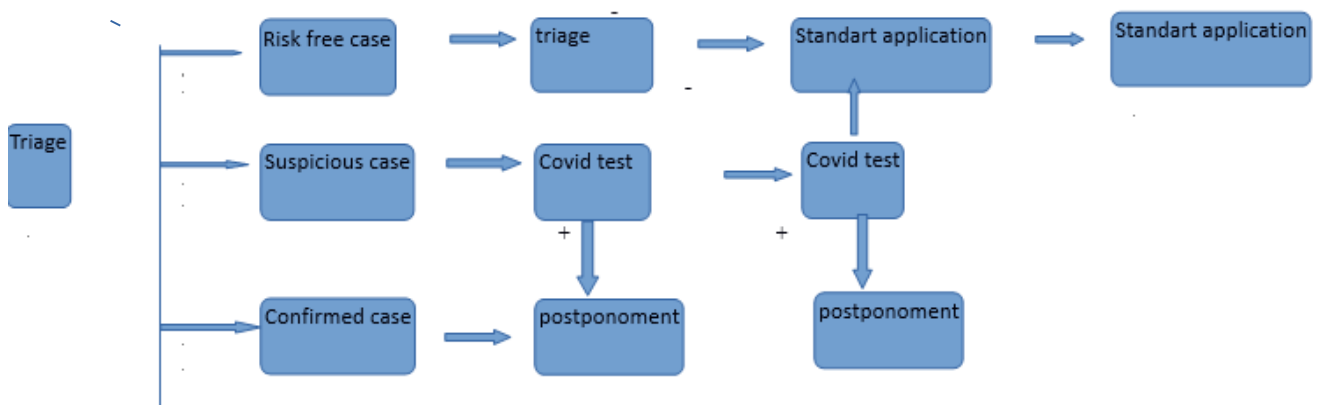 Risk free case
-
triage
Standart application
Standart application
-
Triage
Suspicious case
Covid test
Covid test
+
+
Confirmed case
postponoment
postponoment